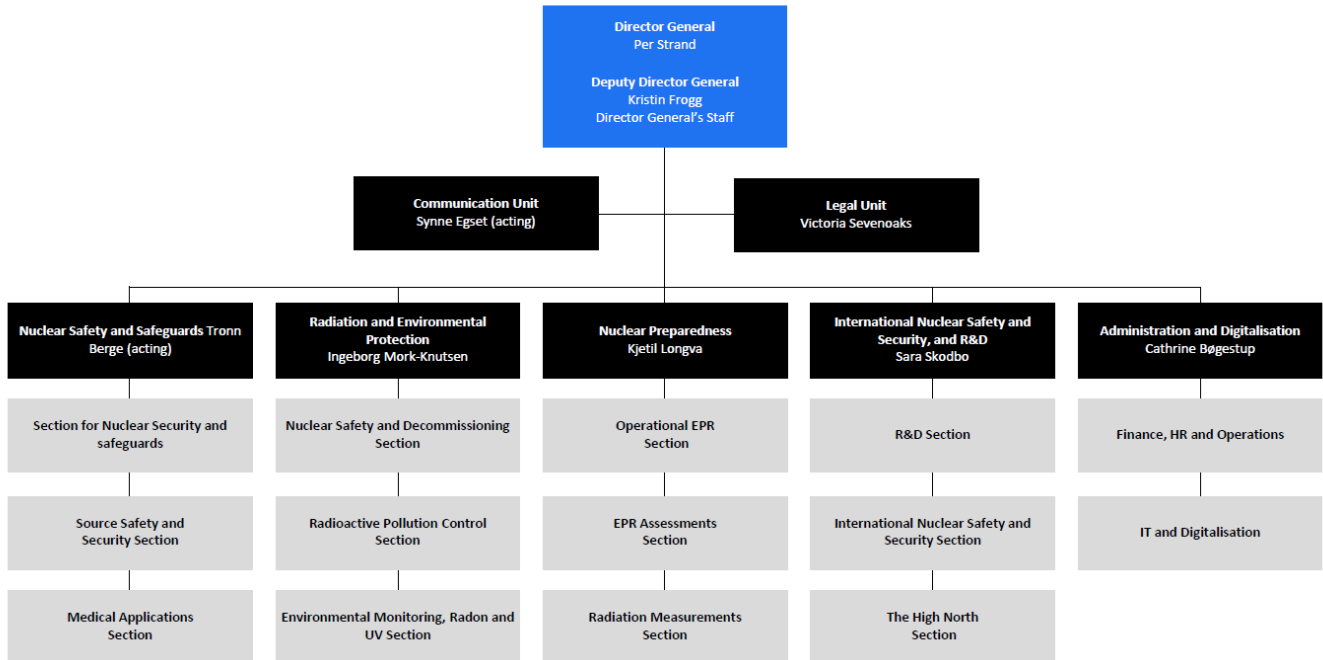 Director General
Per Strand
Deputy Director General
Kristin Frogg
Director General's Staff
Communication Unit
Synne Egset (acting)
Legal Unit
Victoria Sevenoaks
Nuclear Safety and Safeguards Tronn
Berge (acting)
Radiation and Environmental
Protection
Ingeborg Mork-Knutsen
Nuclear Preparedness
Kjetil Longva
International Nuclear Safety and
Security, and R&D
Sara Skodbo
Administration and Digitalisation
Cathrine Bøgestup
Section for Nuclear Security and
safeguards
Nuclear Safety and Decommissioning
Section
Operational EPR
Section
R&D Section
Finance, HR and Operations
Source Safety and
Security Section
Radioactive Pollution Control
Section
EPR Assessments
Section
International Nuclear Safety and
Security Section
IT and Digitalisation
Medical Applications
Section
Environmental Monitoring, Radon and
UV Section
Radiation Measurements
Section
The High North
Section